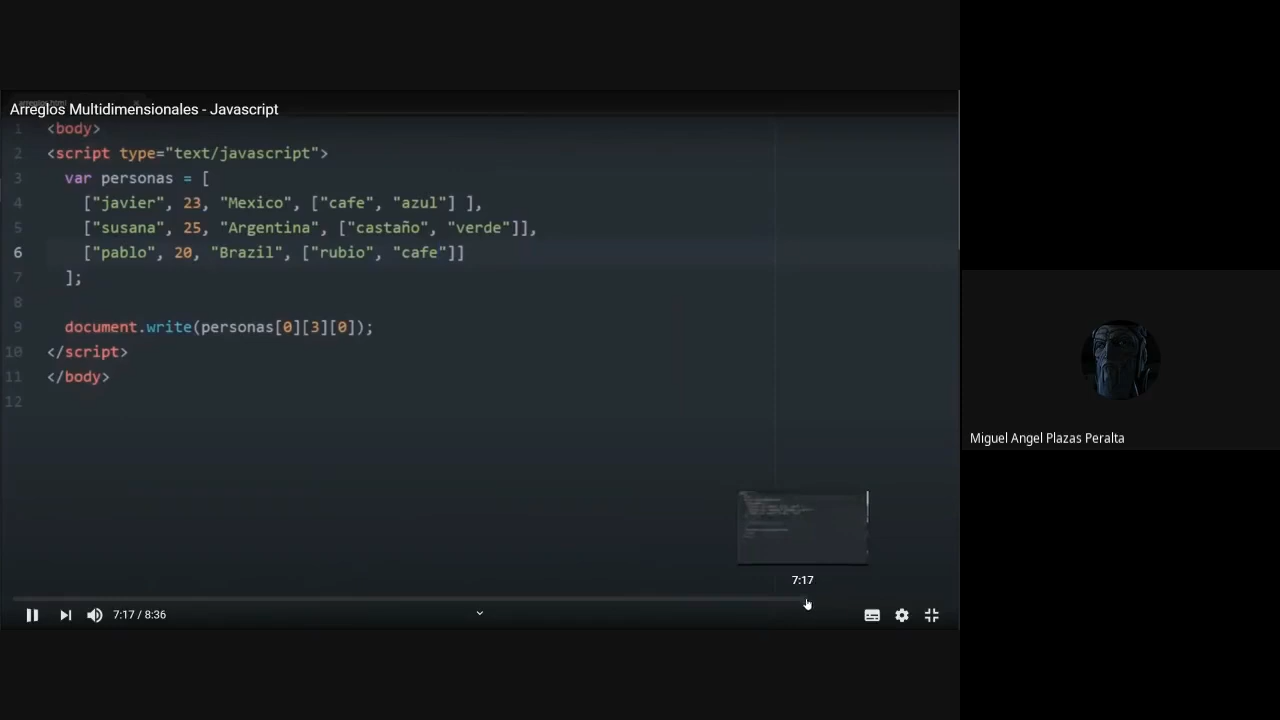 Arreglos Multidimensionales - Javascript
1 <body>
2 <script type="text/javascript">
3 var personas = [
4 ["javier", 23, "Mexico", ["cafe", "azul"] ],
5 ["susana", 25, "Argentina", ["castaño", "verde"]],
6 ["pablo", 20, "Brazil", ["rubio", "cafe"]]
7 ];
8
9 document.write(personas[0][3][0]);
10 </script>
11 </body>
12
Miguel Angel Plazas Peralta
7:17
7:17 / 8:36